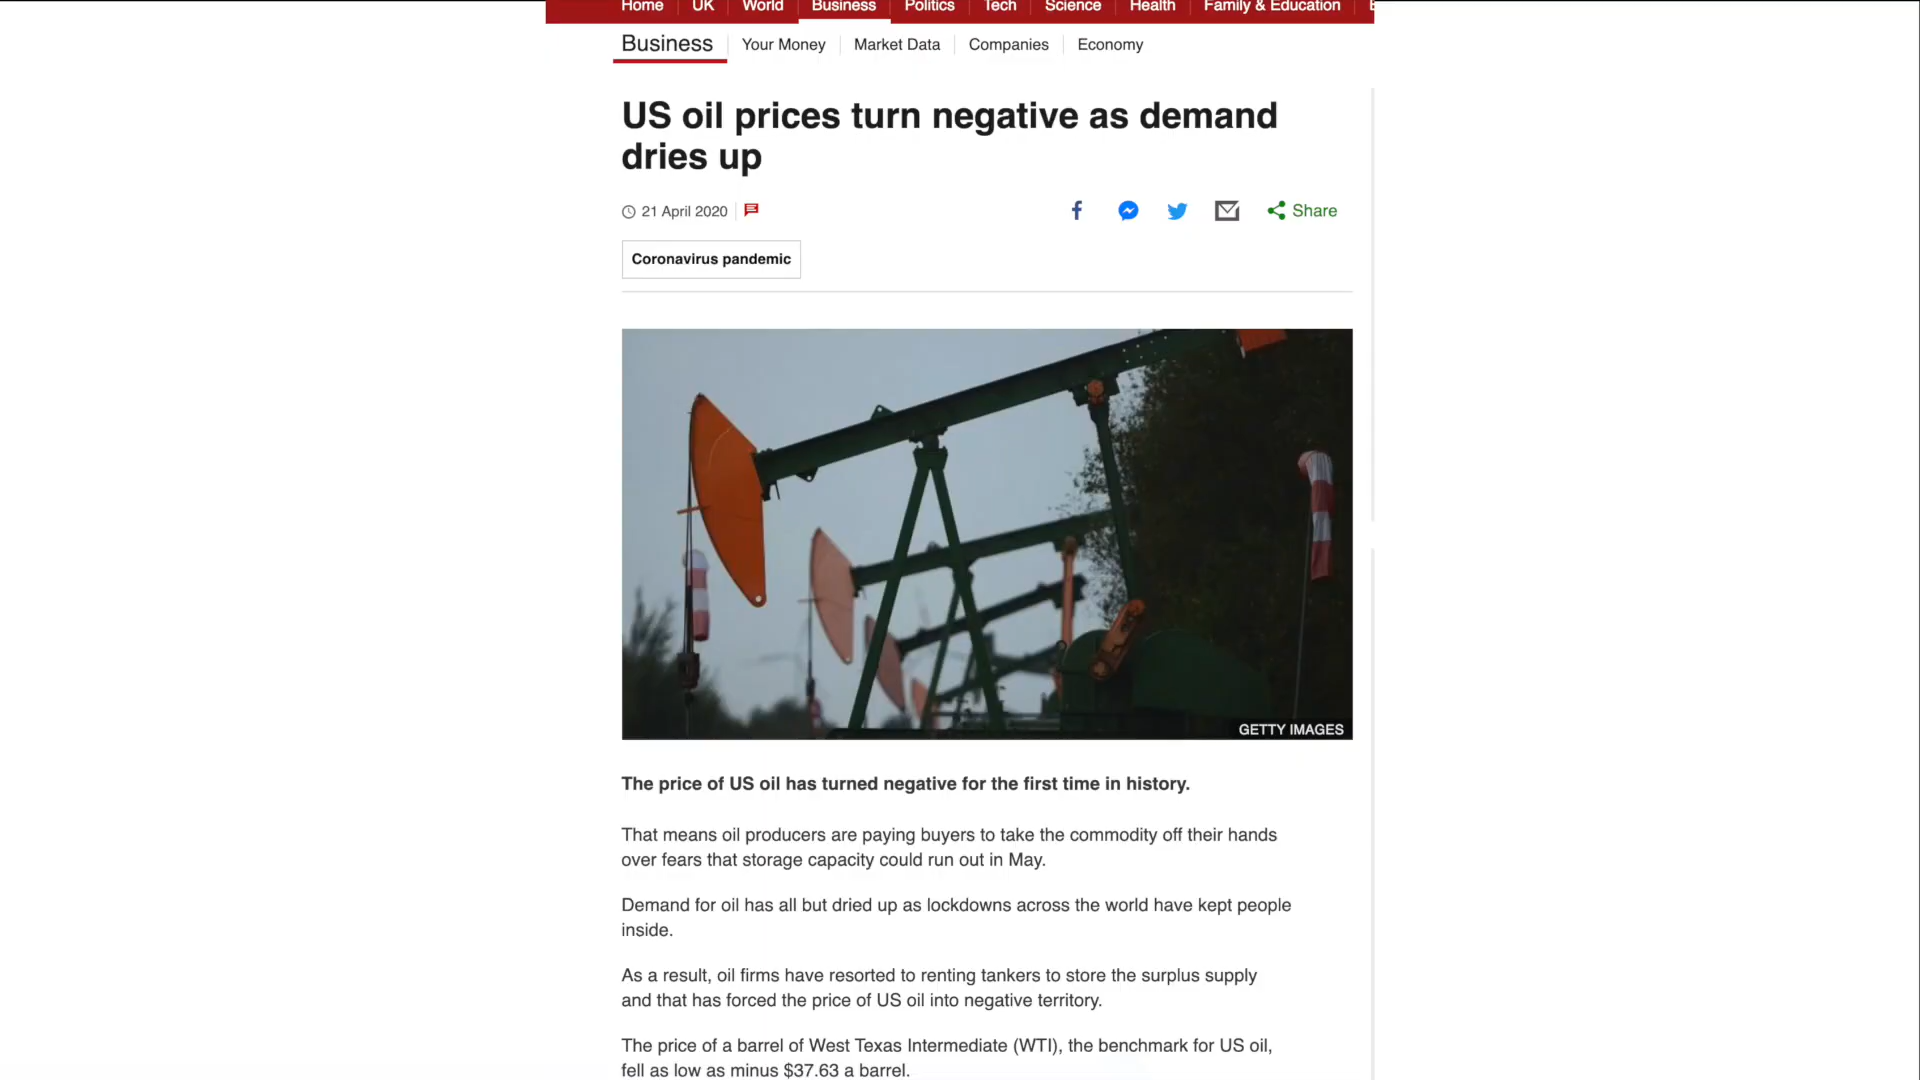 Home UK World Business Politics Tech Science Health Family & Education
Business Your Money Market Data Companies Economy
US oil prices turn negative as demand
dries up
21 April 2020
Share
Coronavirus pandemic
GETTY IMAGES
The price of US oil has turned negative for the first time in history.
That means oil producers are paying buyers to take the commodity off their hands
over fears that storage capacity could run out in May.
Demand for oil has all but dried up as lockdowns across the world have kept people
inside.
As a result, oil firms have resorted to renting tankers to store the surplus supply
and that has forced the price of US oil into negative territory.
The price of a barrel of West Texas Intermediate (WTI), the benchmark for US oil,
fell as low as minus $37.63 a barrel.